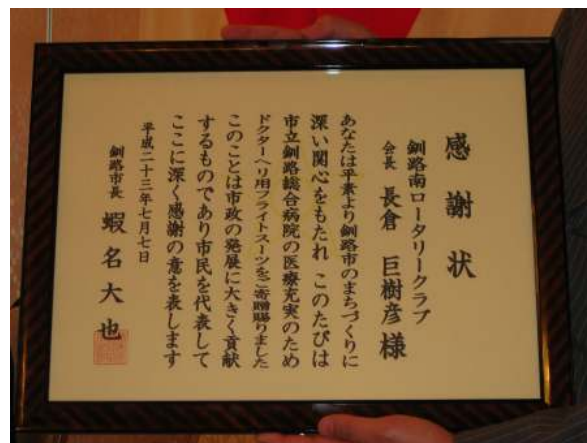 感謝状
釧路南ロータリークラブ
会長 長倉 巨樹彦 様
あなたは平素より釧路市のまちづくりに
深い関心をもたれ このたびは
市立釧路総合病院の医療充実のため
ドクターヘリ用フライトスーツをご寄贈賜りました
このことは市政の発展に大きく貢献
するものであり市民を代表して
ここに深く感謝の意を表します
平成二十三年七月七日
釧路市長 蝦名大也